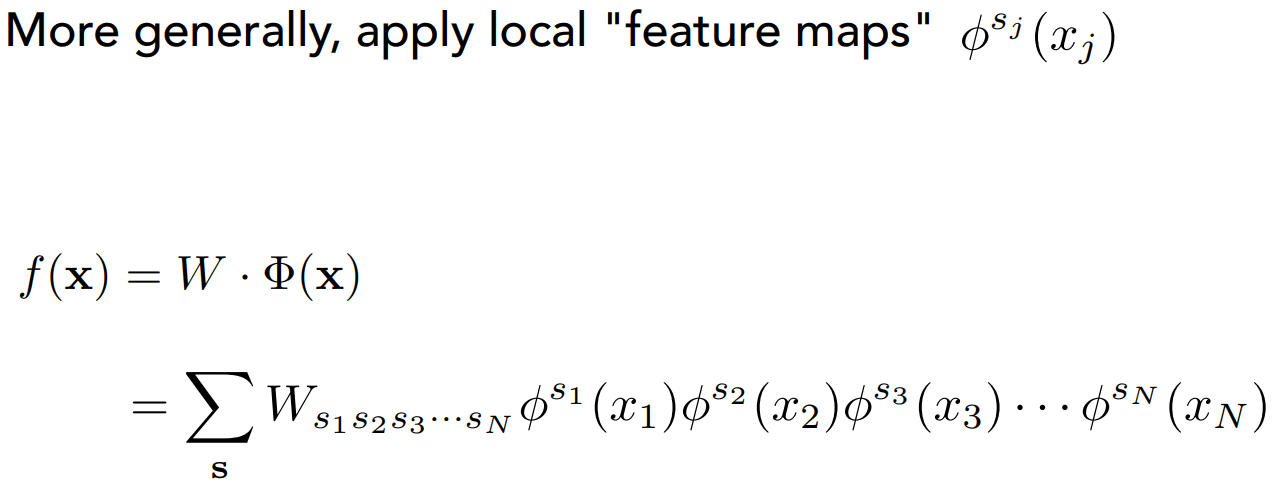 More generally, apply local "feature maps" $\phi^{s_j}(x_j)$
$f(\mathbf{x}) = W \cdot \Phi(\mathbf{x})$
$= \sum_{\mathbf{s}} W_{s_1 s_2 s_3 \cdots s_N} \phi^{s_1}(x_1) \phi^{s_2}(x_2) \phi^{s_3}(x_3) \cdots \phi^{s_N}(x_N)$